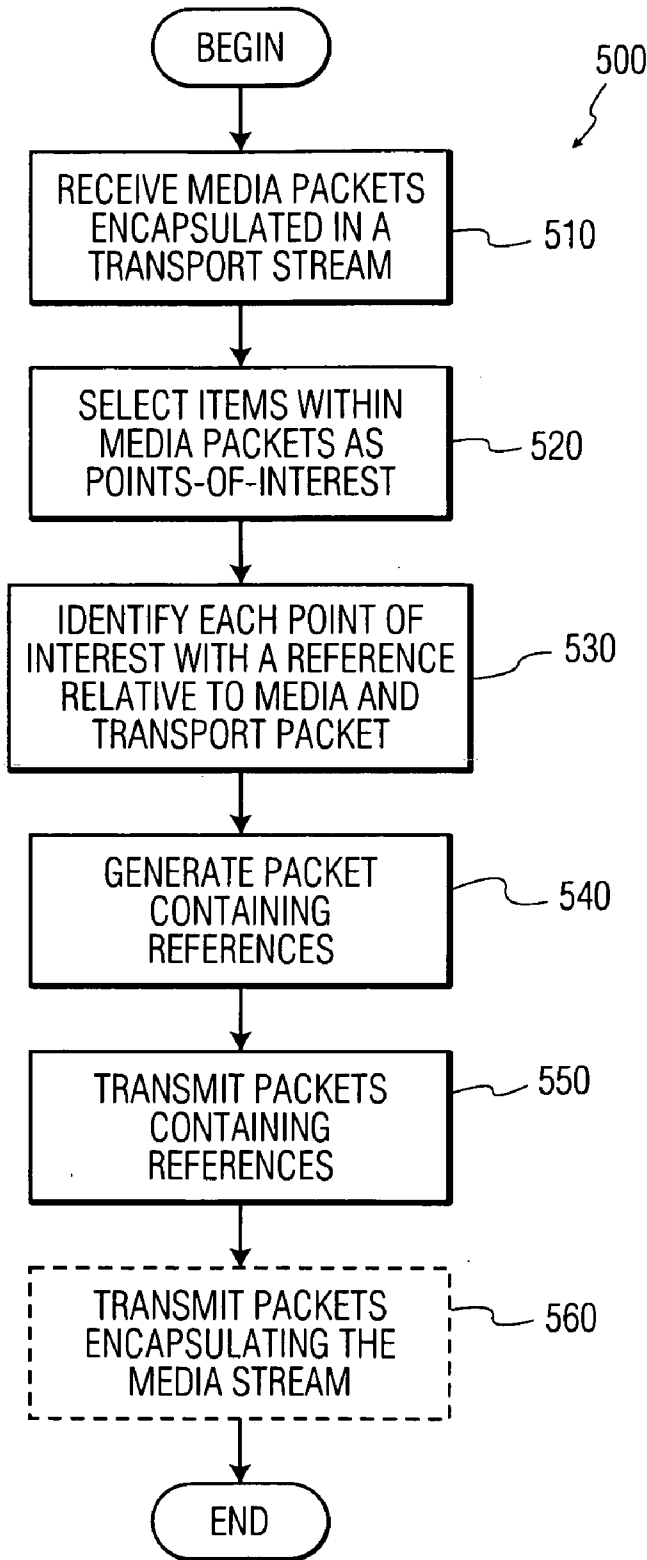 BEGIN
500
RECEIVE MEDIA PACKETS
ENCAPSULATED IN A
TRANSPORT STREAM
510
SELECT ITEMS WITHIN
MEDIA PACKETS AS
POINTS-OF-INTEREST
520
IDENTIFY EACH POINT OF
INTEREST WITH A REFERENCE
RELATIVE TO MEDIA AND
TRANSPORT PACKET
530
GENERATE PACKET
CONTAINING
REFERENCES
540
TRANSMIT PACKETS
CONTAINING
REFERENCES
550
TRANSMIT PACKETS
ENCAPSULATING THE
MEDIA STREAM
560
END